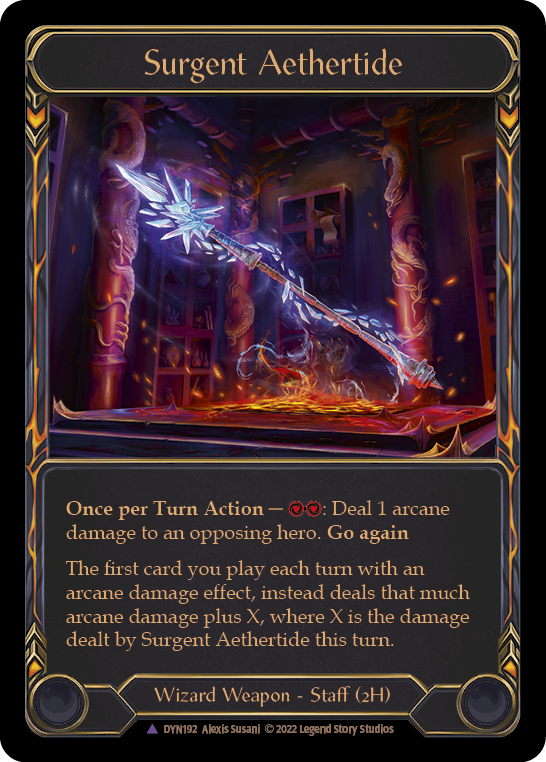 Surgent Aethertide
Once per Turn Action — : Deal 1 arcane
damage to an opposing hero. Go again
The first card you play each turn with an
arcane damage effect, instead deals that much
arcane damage plus X, where X is the damage
dealt by Surgent Aethertide this turn.
Wizard Weapon - Staff (2H)
DYN192 Alexis Susani © 2022 Legend Story Studios